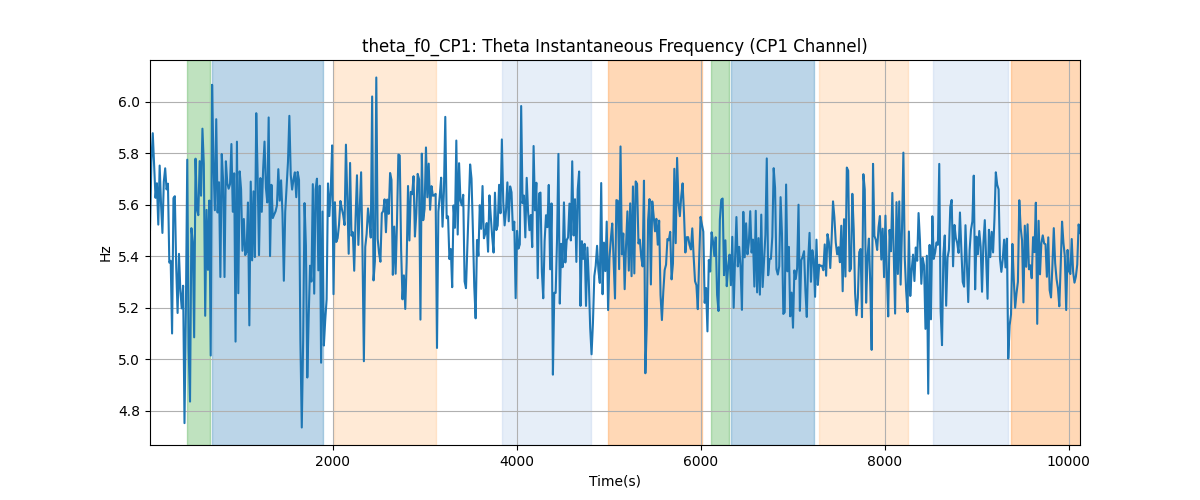 theta_f0_CP1: Theta Instantaneous Frequency (CP1 Channel)
Hz
6.0
5.8
5.6
5.4
5.2
5.0
4.8
2000 4000 6000 8000 10000
Time(s)